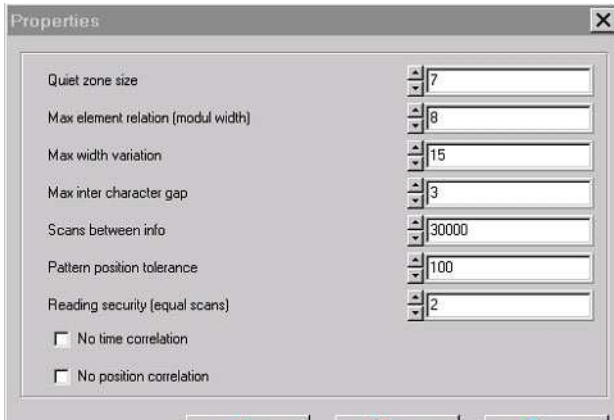 Properties
Quiet zone size 7
Max element relation (modul width) 8
Max width variation 15
Max inter character gap 3
Scans between info 30000
Pattern position tolerance 100
Reading security (equal scans) 2
No time correlation
No position correlation